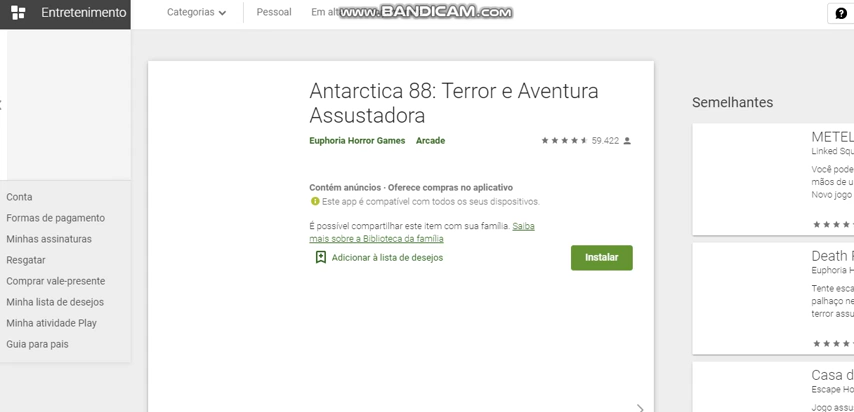 Entretenimento
Categorias
Pessoal
Em
www.BANDICAM.com
Antarctica 88: Terror e Aventura
Assustadora
Euphoria Horror Games
Arcade
59.422
Contém anúncios · Oferece compras no aplicativo
Este app é compatível com todos os seus dispositivos.
É possível compartilhar este item com sua família. Saiba
mais sobre a Biblioteca da família
Adicionar à lista de desejos
Instalar
Conta
Formas de pagamento
Minhas assinaturas
Resgatar
Comprar vale-presente
Minha lista de desejos
Minha atividade Play
Guia para pais
Semelhantes
METEL
Linked Squ
Você pode
mãos de u
Novo jogo
Death
Euphoria H
Tente esca
palhaço ne
terror assu
Casa d
Escape Ho
Jogo assu